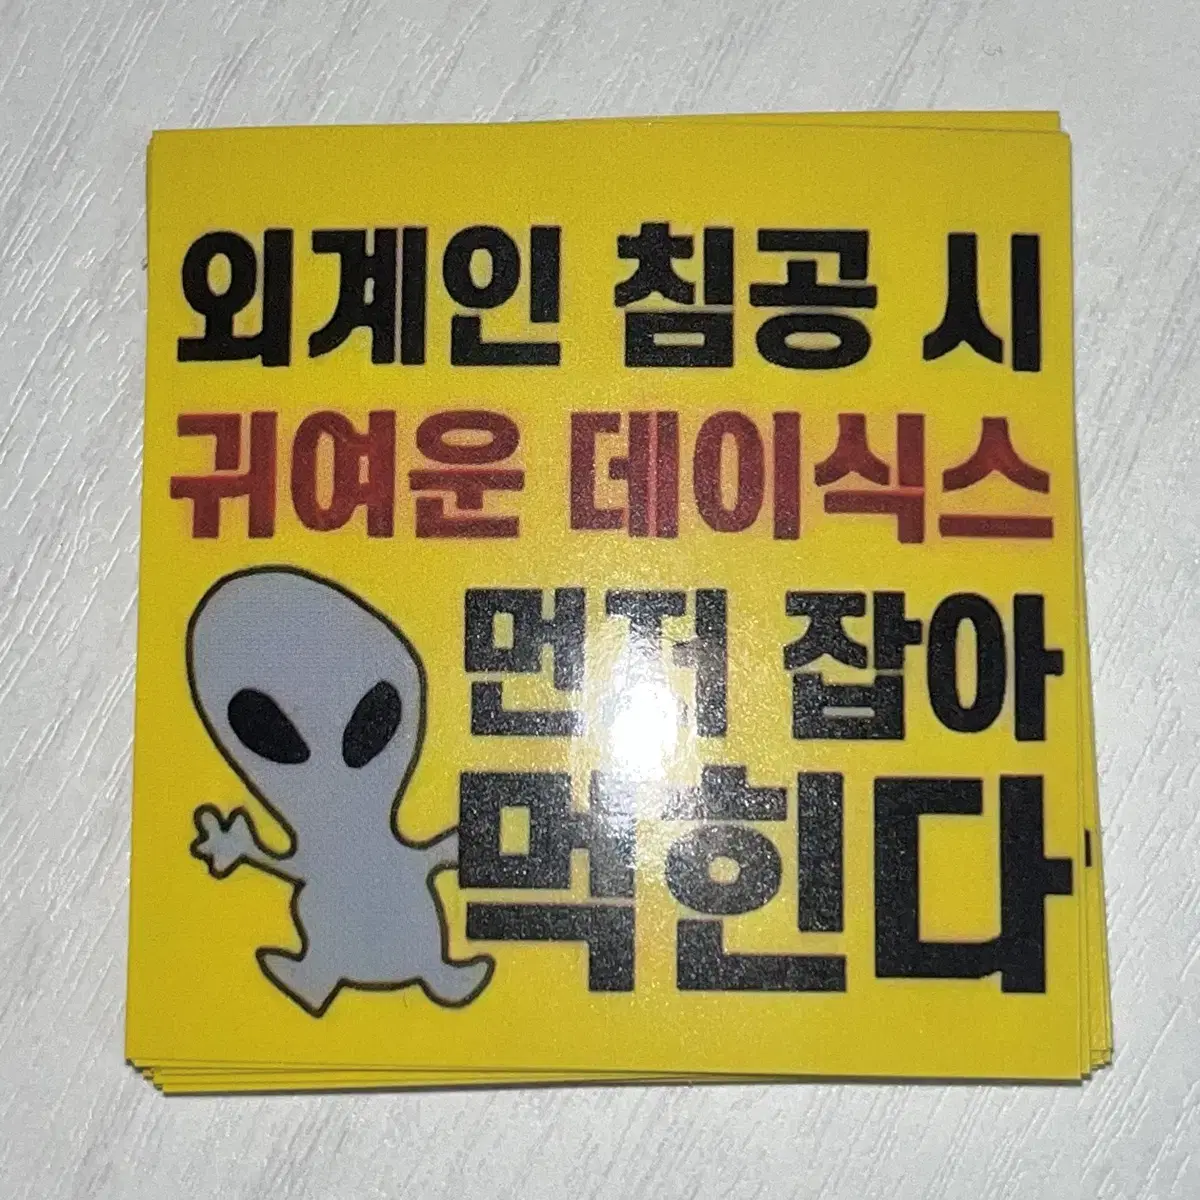 외계인 침공 시
귀여운 데이식스
먼저 잡아
먹힌다